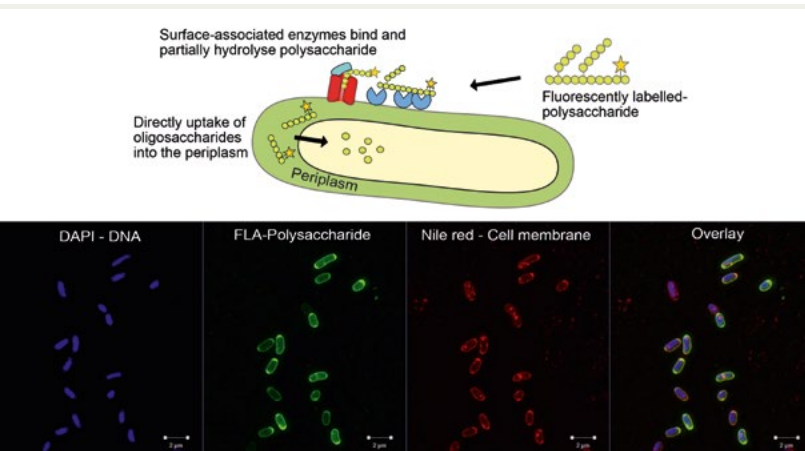 Surface-associated enzymes bind and
partially hydrolyse polysaccharide
Fluorescently labelled-
polysaccharide
Directly uptake of
oligosaccharides
into the periplasm
Periplasm
DAPI - DNA
FLA-Polysaccharide
Nile red - Cell membrane
Overlay
2 µm
2 µm
2 µm
2 µm